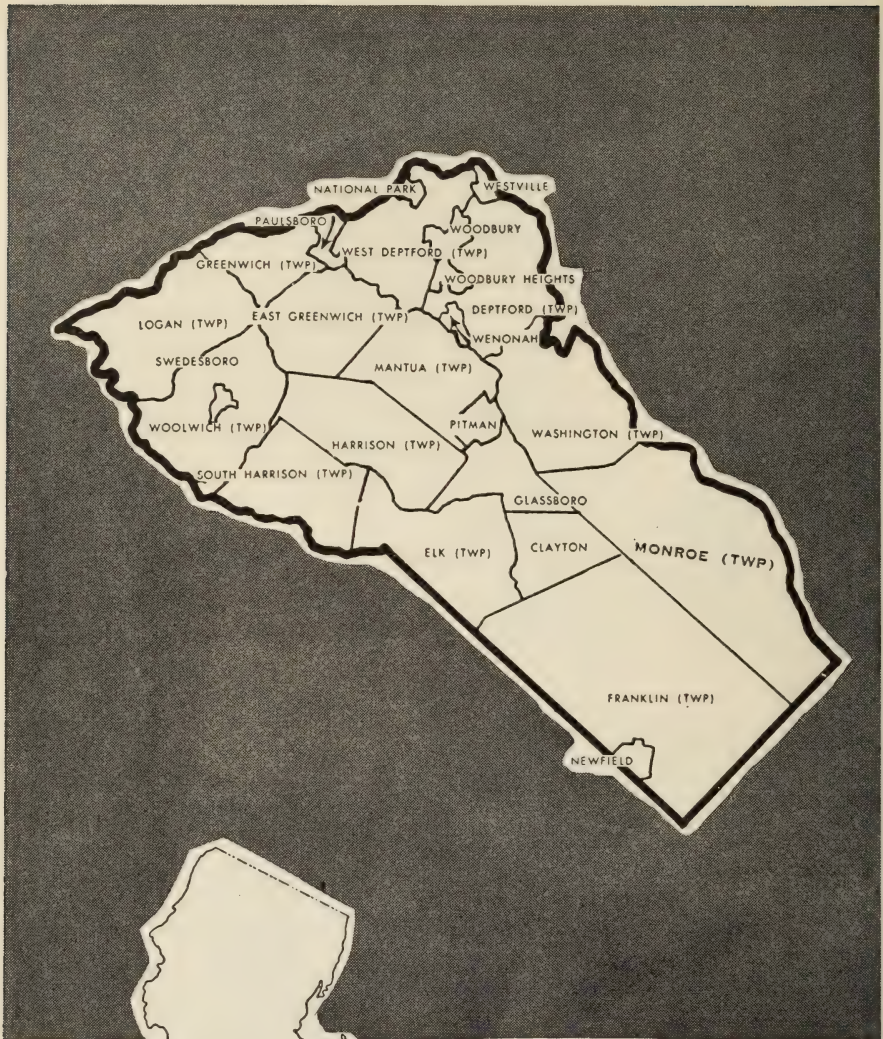 NATIONAL PARK
WESTVILLE
PAULSBORO
WOODBURY
WEST DEPTFORD (TWP)
GREENWICH (TWP)
WOODBURY HEIGHTS
DEPTFORD (TWP)
EAST GREENWICH (TWP)
LOGAN (TWP)
WENONAH
SWEDESBORO
MANTUA (TWP)
PITMAN
WOOLWICH (TWP)
WASHINGTON (TWP)
HARRISON (TWP)
SOUTH HARRISON (TWP)
GLASSBORO
ELK (TWP)
CLAYTON
MONROE (TWP)
FRANKLIN (TWP)
NEWFIELD